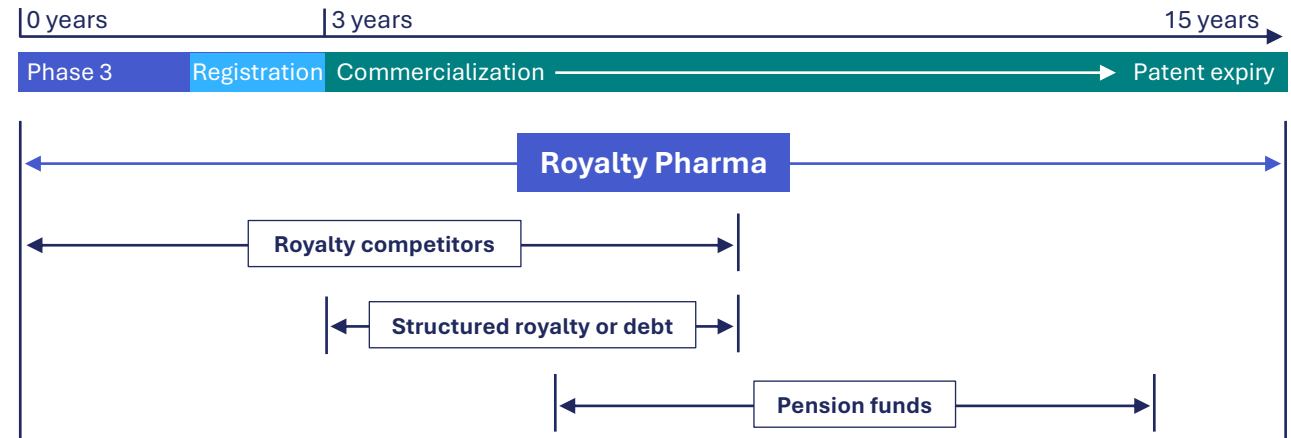 0 years 3 years 15 years
Phase 3 Registration Commercialization Patent expiry
Royalty Pharma
Royalty competitors
Structured royalty or debt
Pension funds